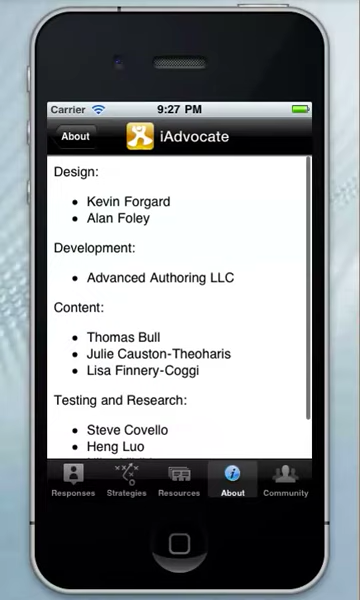 Carrier 9:27 PM
About iAdvocate
Design:
• Kevin Forgard
• Alan Foley
Development:
• Advanced Authoring LLC
Content:
• Thomas Bull
• Julie Causton-Theoharis
• Lisa Finnery-Coggi
Testing and Research:
• Steve Covello
• Heng Luo
Responses Strategies Resources About Community